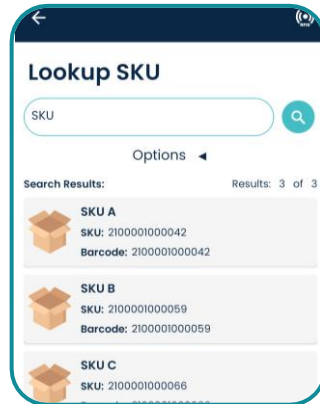 Lookup SKU
SKU
Options
Search Results: Results: 3 of 3
SKU A
SKU: 2100001000042
Barcode: 2100001000042
SKU B
SKU: 2100001000059
Barcode: 2100001000059
SKU C
SKU: 2100001000066